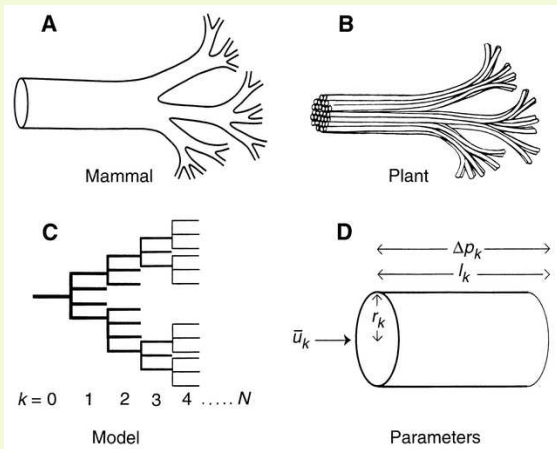 A
Mammal
B
Plant
C
k = 0 1 2 3 4 ..... N
Model
D
Δp_k
l_k
r_k
ū_k
Parameters